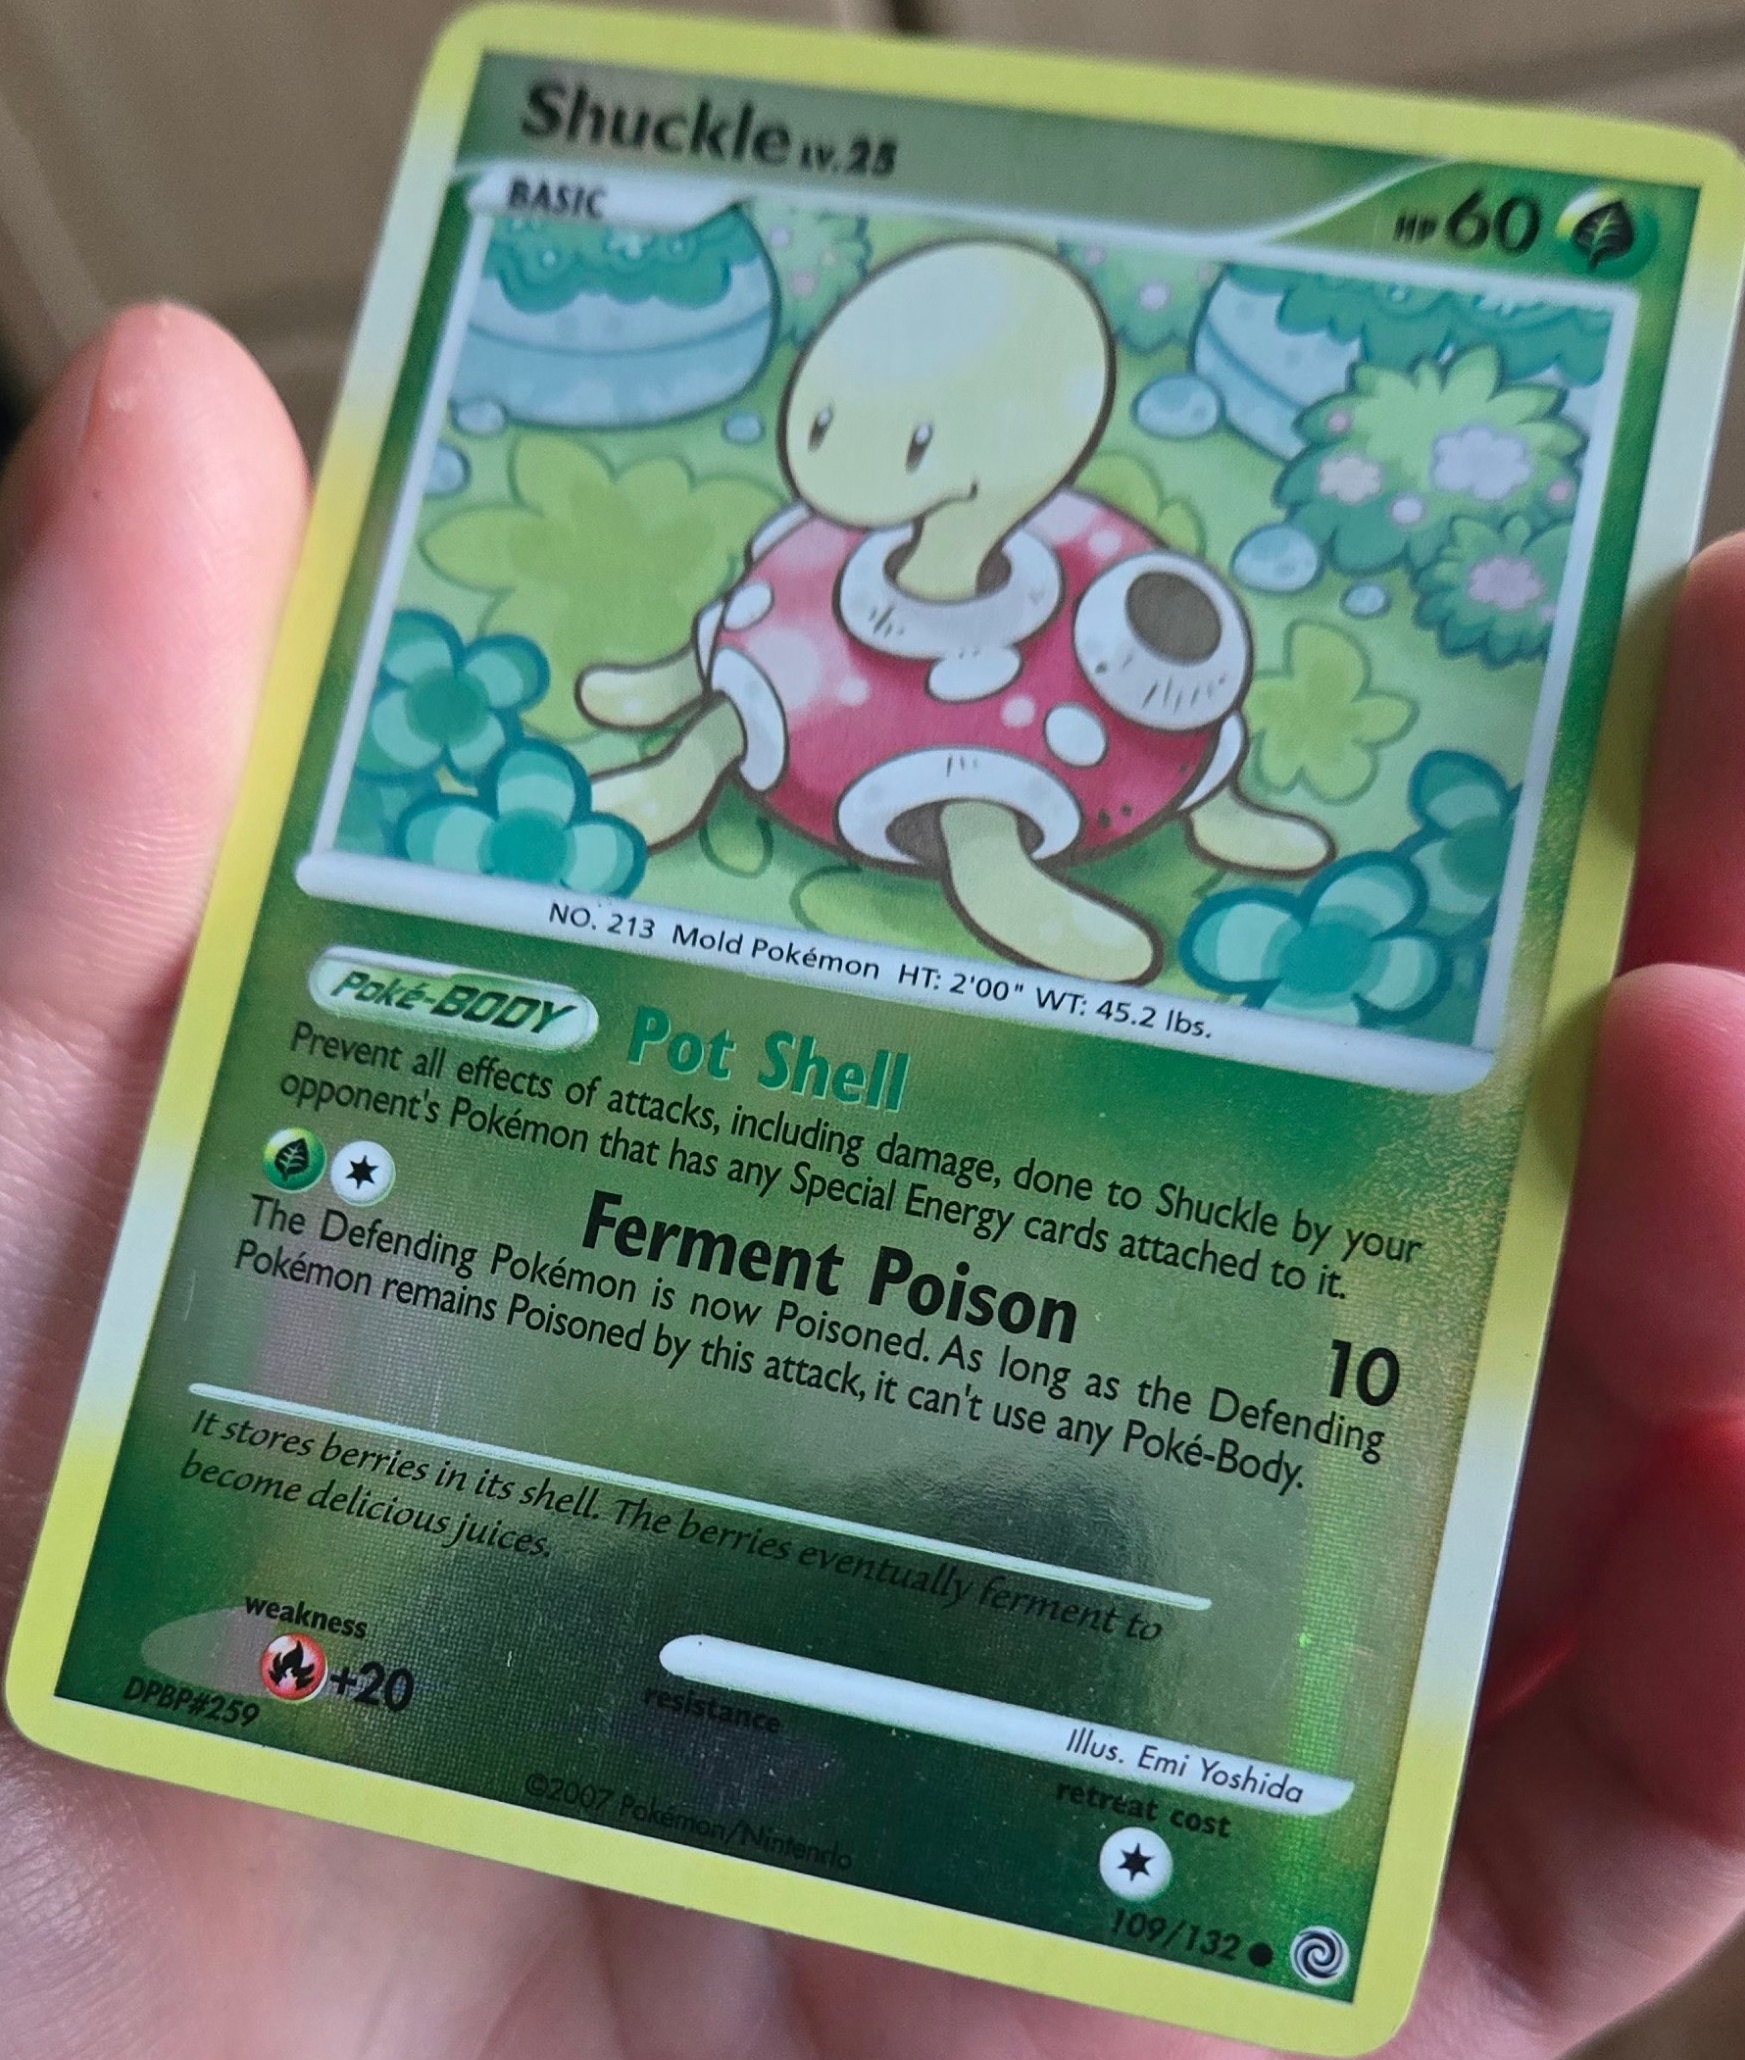 Shuckle LV.25
HP 60
BASIC
NO. 213 Mold Pokémon HT: 2'00" WT: 45.2 lbs.
Poké-BODY Pot Shell
Prevent all effects of attacks, including damage, done to Shuckle by your
opponent's Pokémon that has any Special Energy cards attached to it.
Ferment Poison 10
The Defending Pokémon is now Poisoned. As long as the Defending
Pokémon remains Poisoned by this attack, it can't use any Poké-Body.
It stores berries in its shell. The berries eventually ferment to
become delicious juices.
weakness
+20
resistance
Illus. Emi Yoshida
retreat cost
DPBP#259
©2007 Pokémon/Nintendo
109/132